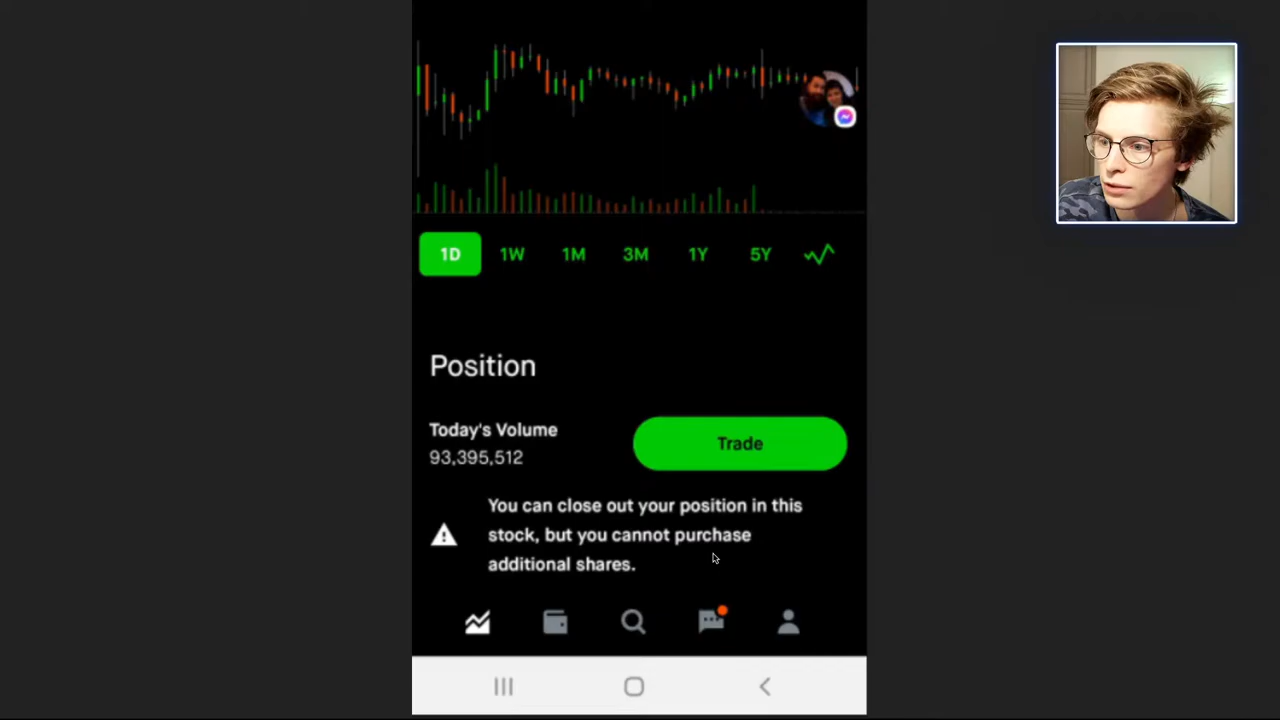 1D 1W 1M 3M 1Y 5Y
Position
Today's Volume
93,395,512
Trade
You can close out your position in this
stock, but you cannot purchase
additional shares.